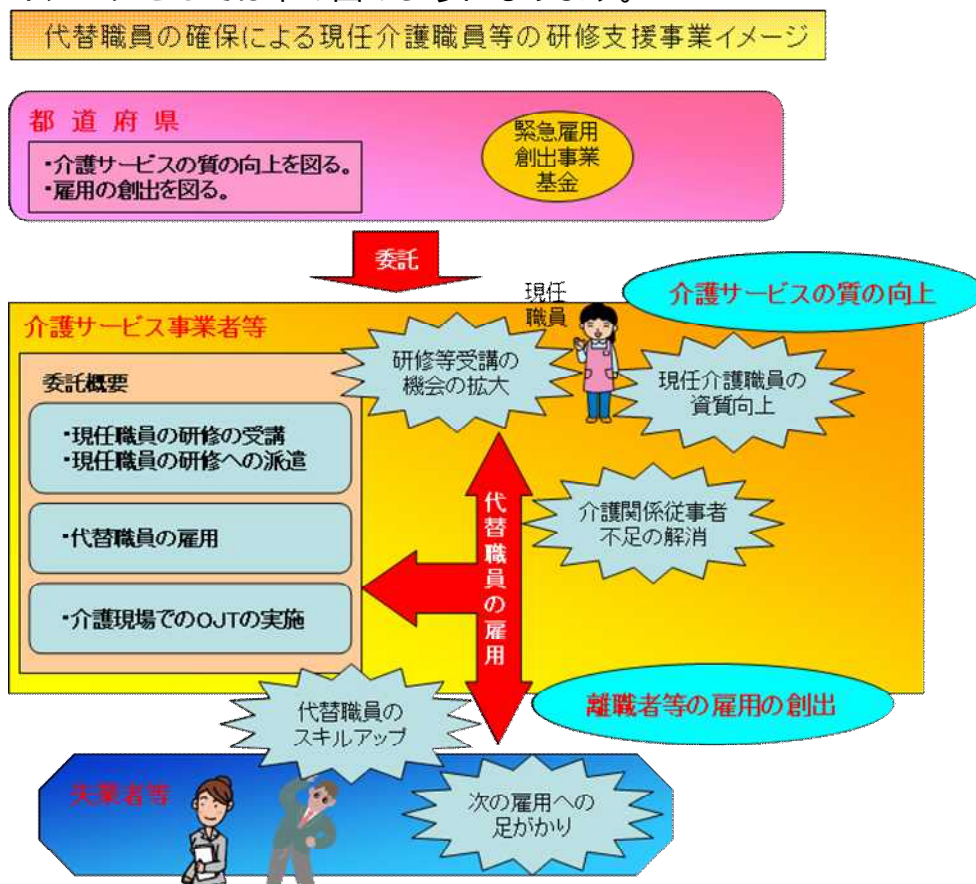 代替職員の確保による現任介護職員等の研修支援事業イメージ
都道府県
・介護サービスの質の向上を図る。
・雇用の創出を図る。
緊急雇用
創出事業
基金
委託
現任
職員
介護サービスの質の向上
介護サービス事業者等
研修等受講の
機会の拡大
現任介護職員の
資質向上
委託概要
・現任職員の研修の受講
・現任職員の研修への派遣
代替職員の雇用
介護関係従事者
不足の解消
・代替職員の雇用
・介護現場でのOJTの実施
代替職員の
スキルアップ
離職者等の雇用の創出
失業者等
次の雇用への
足がかり